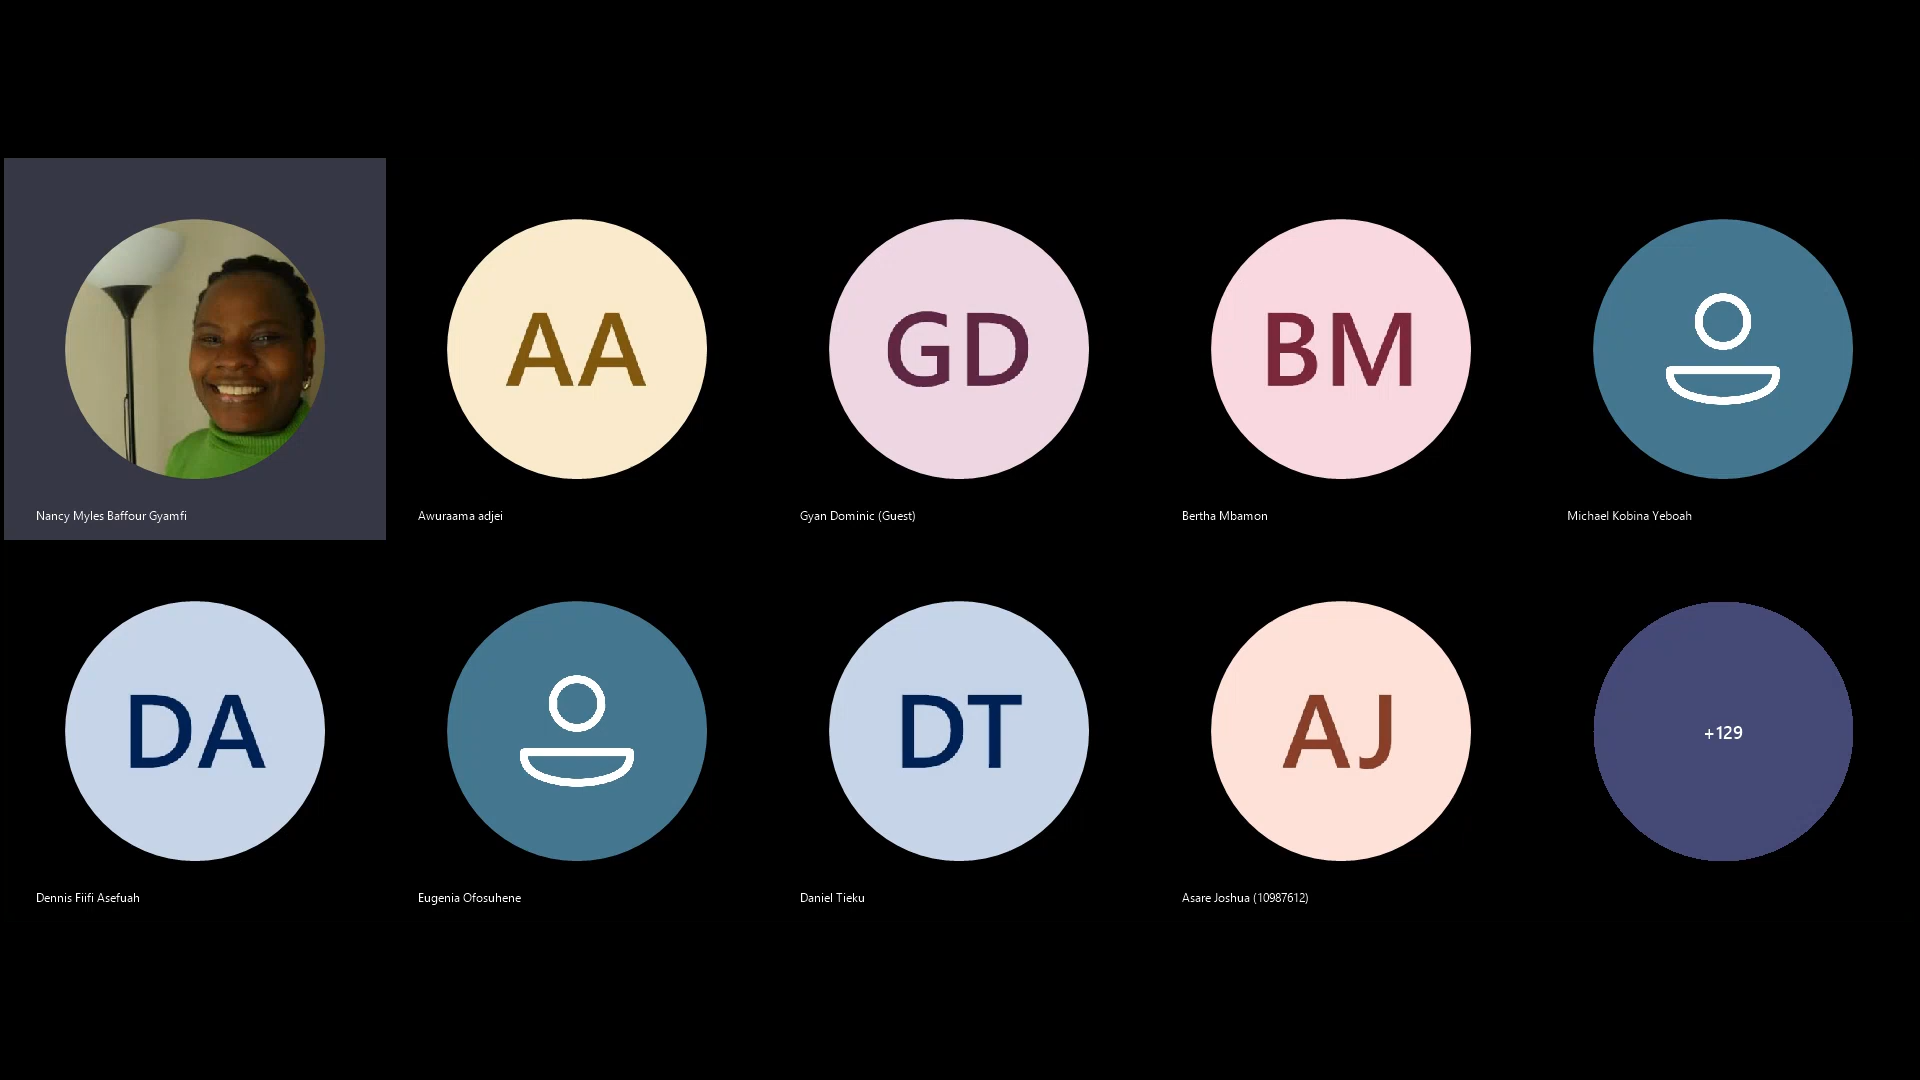 AA
GD
BM
Nancy Myles Baffour Gyamfi
Awuraama adjei
Gyan Dominic (Guest)
Bertha Mbamon
Michael Kobina Yeboah
DA
DT
AJ
+129
Dennis Fiifi Asefuah
Eugenia Ofosuhene
Daniel Tieku
Asare Joshua (10987612)